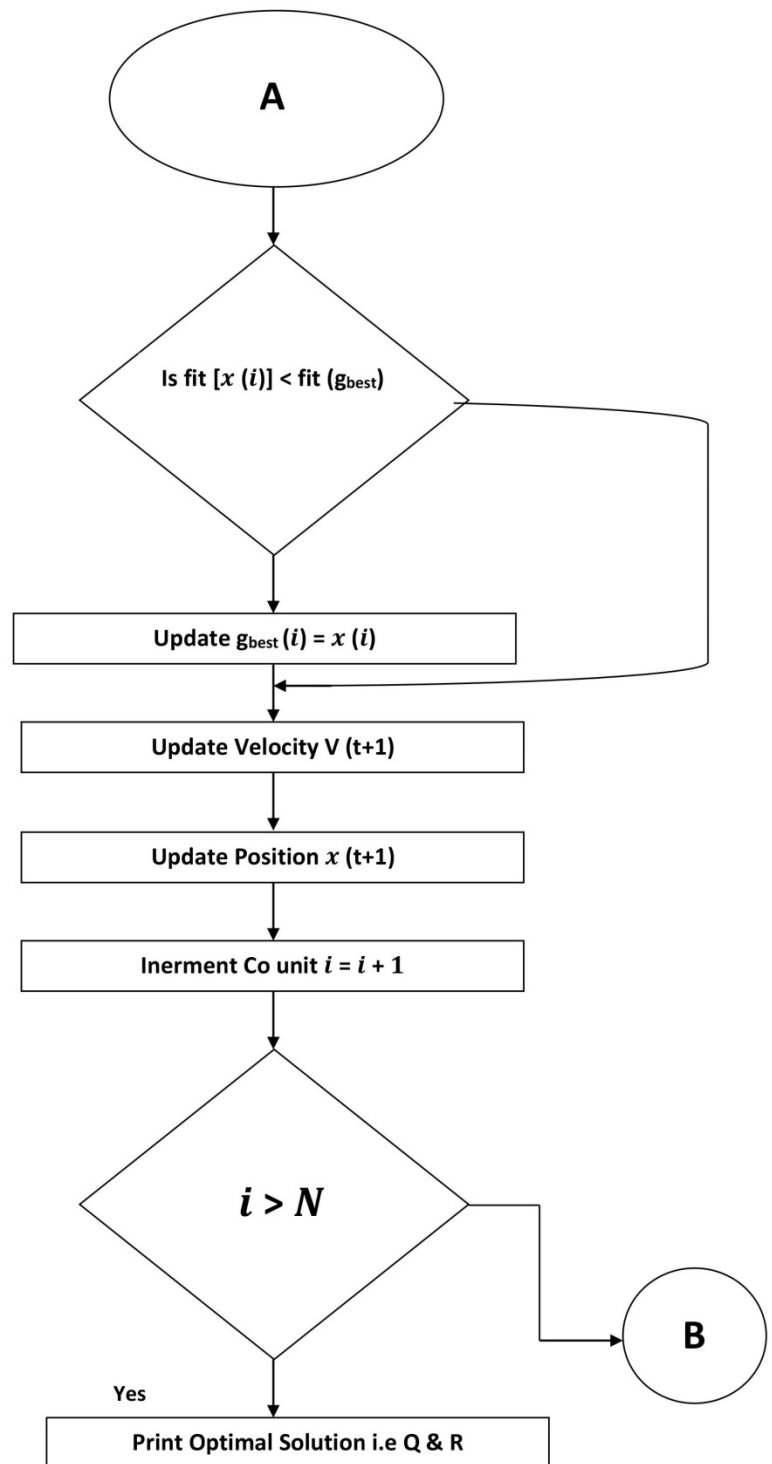 A
Is fit [x (i)] < fit (gbest)
Update gbest (i) = x (i)
Update Velocity V (t+1)
Update Position x (t+1)
Inerment Co unit i = i + 1
i > N
B
Yes
Print Optimal Solution i.e Q & R